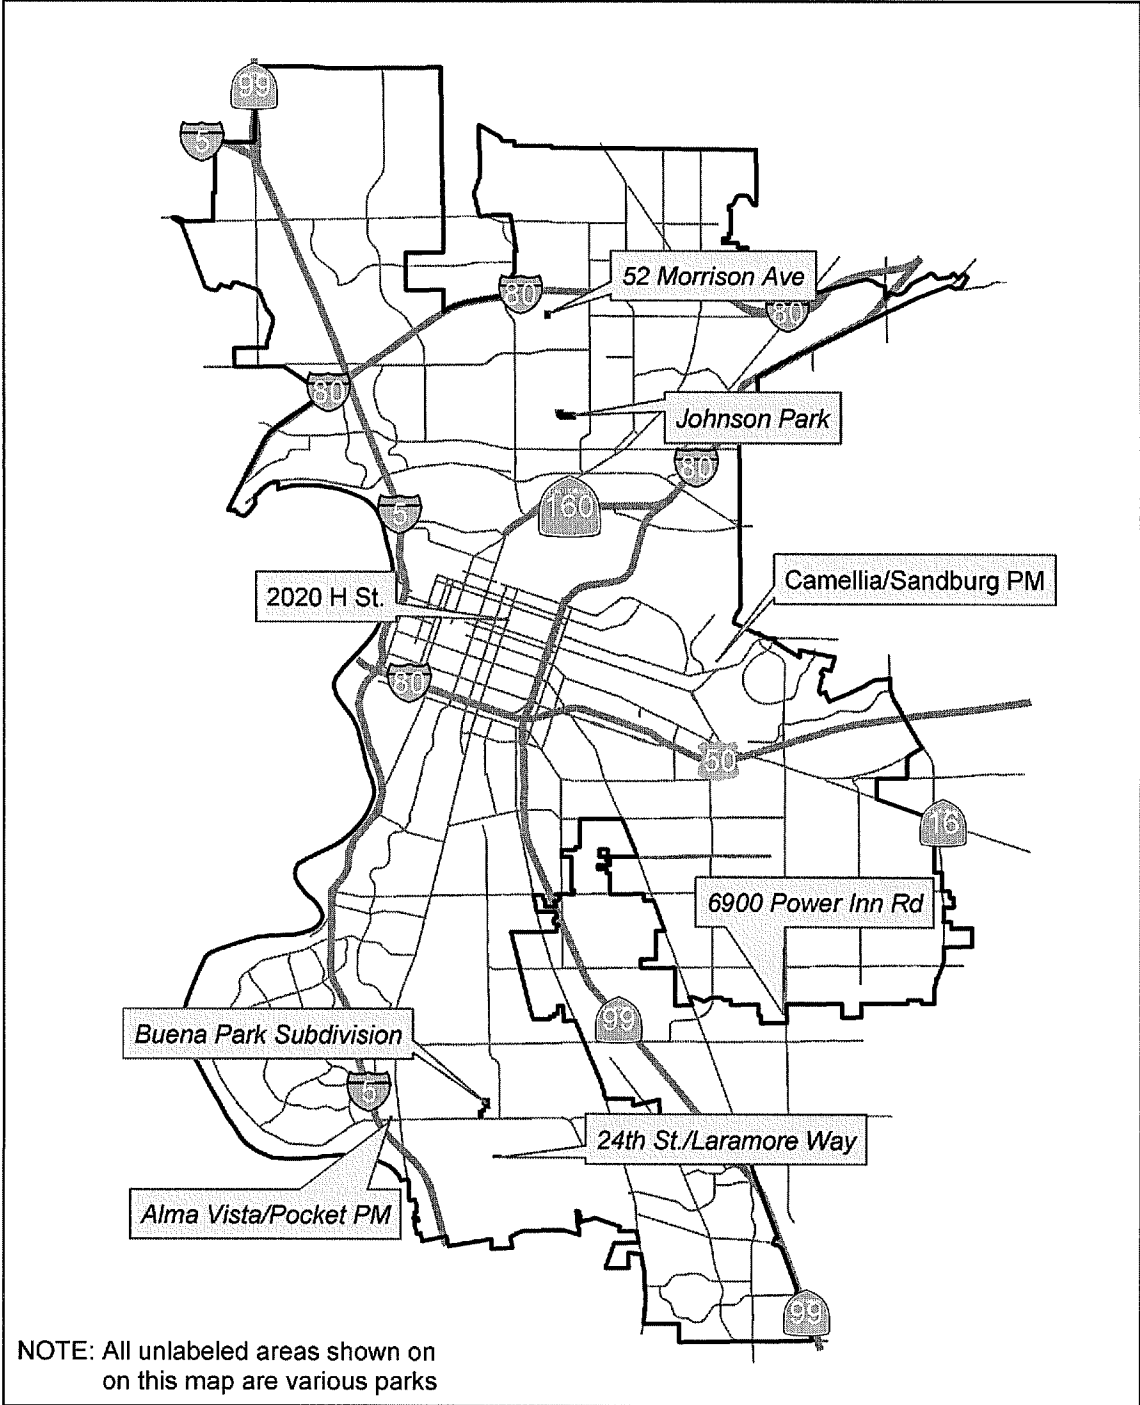 99
5
52 Morrison Ave
80
80
80
Johnson Park
80
160
5
Camellia/Sandburg PM
2020 H St.
80
50
16
6900 Power Inn Rd
99
Buena Park Subdivision
5
24th St./Laramore Way
Alma Vista/Pocket PM
99
NOTE: All unlabeled areas shown on
on this map are various parks